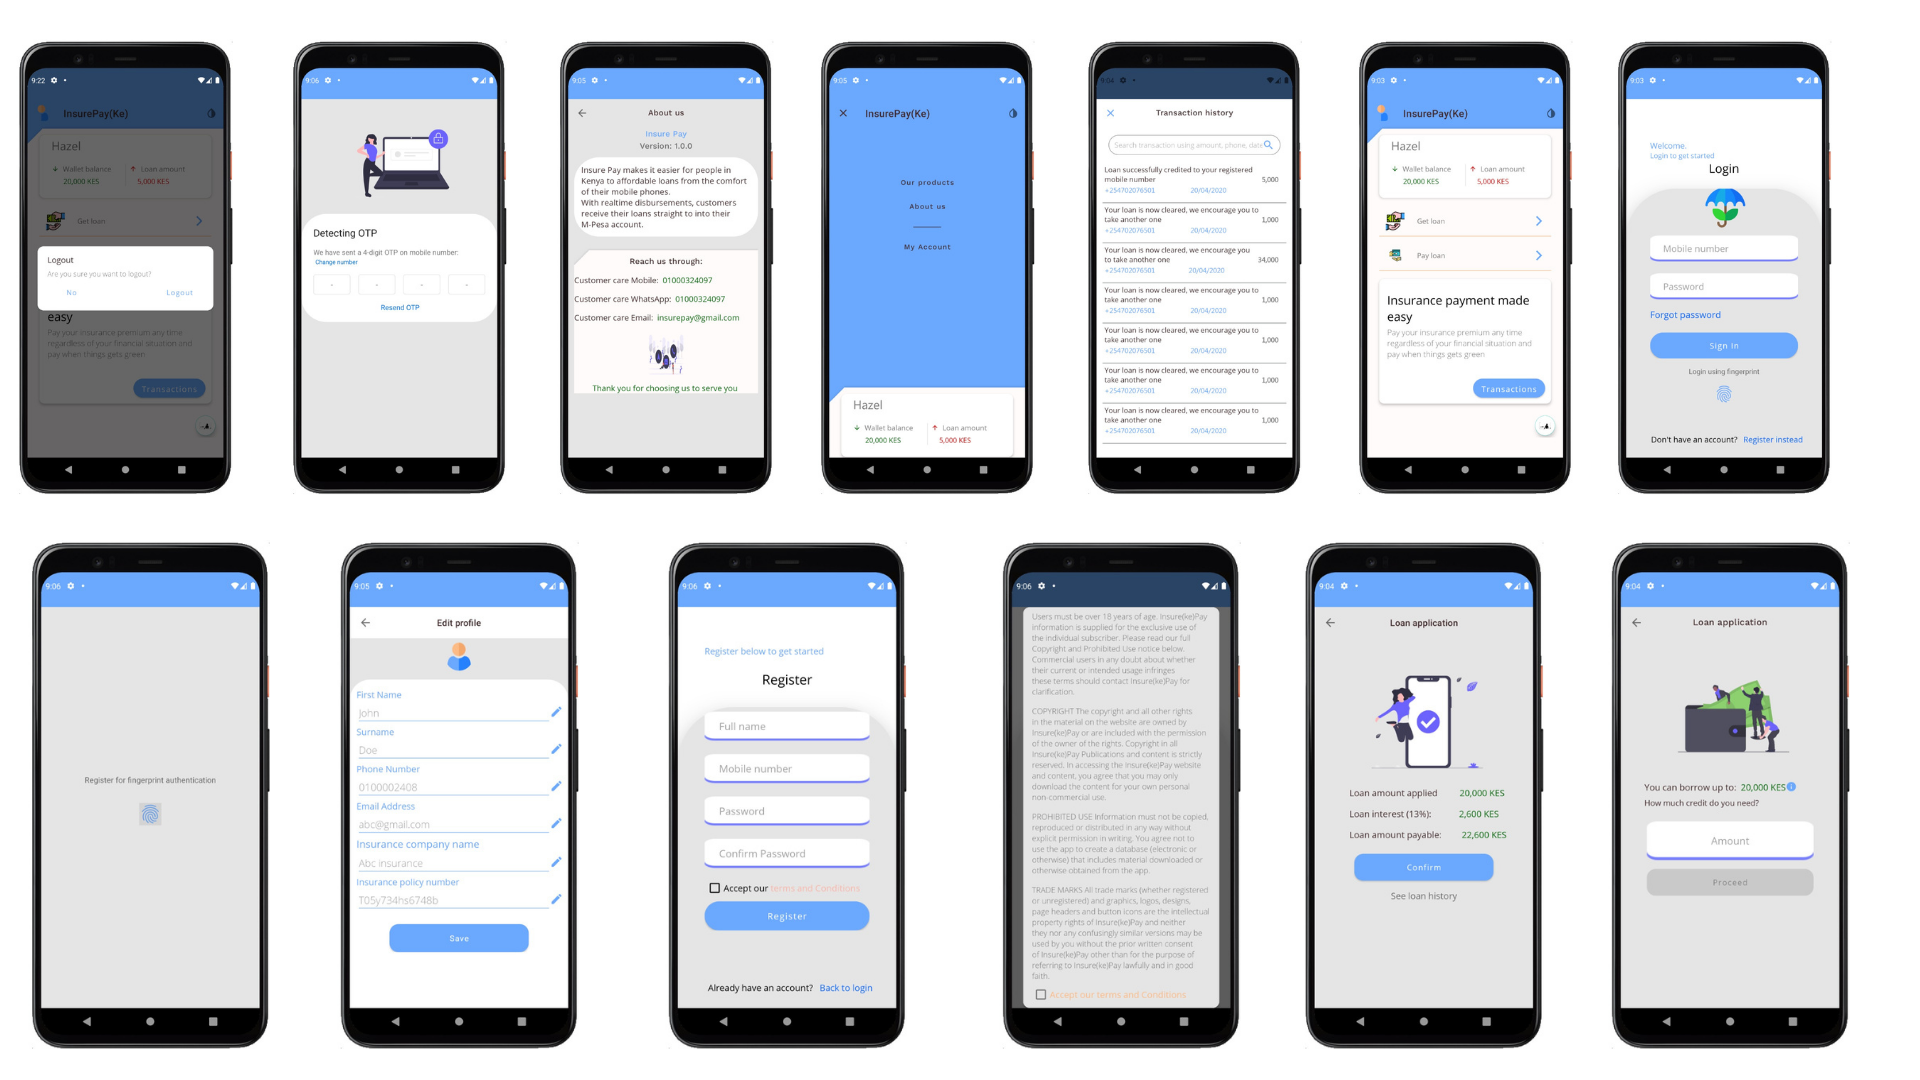 9:22
InsurePay(Ke)
Hazel
Wallet balance
Loan amount
20,000 KES
5,000 KES
Get loan
Logout
Are you sure you want to logout?
No
Logout
easy
Pay your insurance premium any time
regardless of your financial situation and
pay when things gets green
Transactions
9:06
Detecting OTP
We have sent a 4-digit OTP on mobile number:
Change number
- - - -
Resend OTP
9:05
About us
Insure Pay
Version: 1.0.0
Insure Pay makes it easier for people in
Kenya to affordable loans from the comfort
of their mobile phones.
With realtime disbursements, customers
receive their loans straight to into their
M-Pesa account.
Reach us through:
Customer care Mobile: 01000324097
Customer care WhatsApp: 01000324097
Customer care Email: insurepay@gmail.com
Thank you for choosing us to serve you
9:05
InsurePay(Ke)
Our products
About us
My Account
Hazel
Wallet balance
Loan amount
20,000 KES
5,000 KES
9:04
Transaction history
Search transaction using amount, phone, date
Loan successfully credited to your registered
mobile number
5,000
+254702076501
20/04/2020
Your loan is now cleared, we encourage you to
take another one
1,000
+254702076501
20/04/2020
Your loan is now cleared, we encourage you
to take another one
34,000
+254702076501
20/04/2020
Your loan is now cleared, we encourage you to
take another one
1,000
+254702076501
20/04/2020
Your loan is now cleared, we encourage you to
take another one
1,000
+254702076501
20/04/2020
Your loan is now cleared, we encourage you to
take another one
1,000
+254702076501
20/04/2020
Your loan is now cleared, we encourage you to
take another one
1,000
+254702076501
20/04/2020
9:03
InsurePay(Ke)
Hazel
Wallet balance
Loan amount
20,000 KES
5,000 KES
Get loan
Pay loan
Insurance payment made
easy
Pay your insurance premium any time
regardless of your financial situation and
pay when things gets green
Transactions
9:03
Welcome.
Login to get started
Login
Mobile number
Password
Forgot password
Sign In
Login using fingerprint
Don't have an account? Register instead
9:06
Register for fingerprint authentication
9:05
Edit profile
First Name
John
Surname
Doe
Phone Number
0100002408
Email Address
abc@gmail.com
Insurance company name
Abc insurance
Insurance policy number
T05y734hs6748b
Save
9:06
Register below to get started
Register
Full name
Mobile number
Password
Confirm Password
Accept our terms and Conditions
Register
Already have an account? Back to login
9:06
Users must be over 18 years of age. Insure(ke)Pay
information is supplied for the exclusive use of
the individual subscriber. Please read our full
Copyright and Prohibited Use notice below.
Commercial users in any doubt about whether
their current or intended usage infringes
these terms should contact Insure(ke)Pay for
clarification.
COPYRIGHT The copyright and all other rights
in the material on the website are owned by
Insure(ke)Pay or are included with the permission
of the owner of the rights. Copyright in all
Insure(ke)Pay Publications and content is strictly
reserved. In accessing the Insure(ke)Pay website
and content, you agree that you may only
download the content for your own personal
non-commercial use.
PROHIBITED USE Information must not be copied,
reproduced or distributed in any way without
explicit permission in writing. You agree not to
use the app to create a database (electronic or
otherwise) that includes material downloaded or
otherwise obtained from the app.
TRADE MARKS All trade marks (whether registered
or unregistered) and graphics, logos, designs,
page headers and button icons are the intellectual
property rights of Insure(ke)Pay and neither
they nor any confusingly similar versions may be
used by you without the prior written consent
of Insure(ke)Pay other than for the purpose of
referring to Insure(ke)Pay lawfully and in good
faith.
Accept our terms and Conditions
9:04
Loan application
Loan amount applied 20,000 KES
Loan interest (13%): 2,600 KES
Loan amount payable: 22,600 KES
Confirm
See loan history
9:04
Loan application
You can borrow up to: 20,000 KES
How much credit do you need?
Amount
Proceed